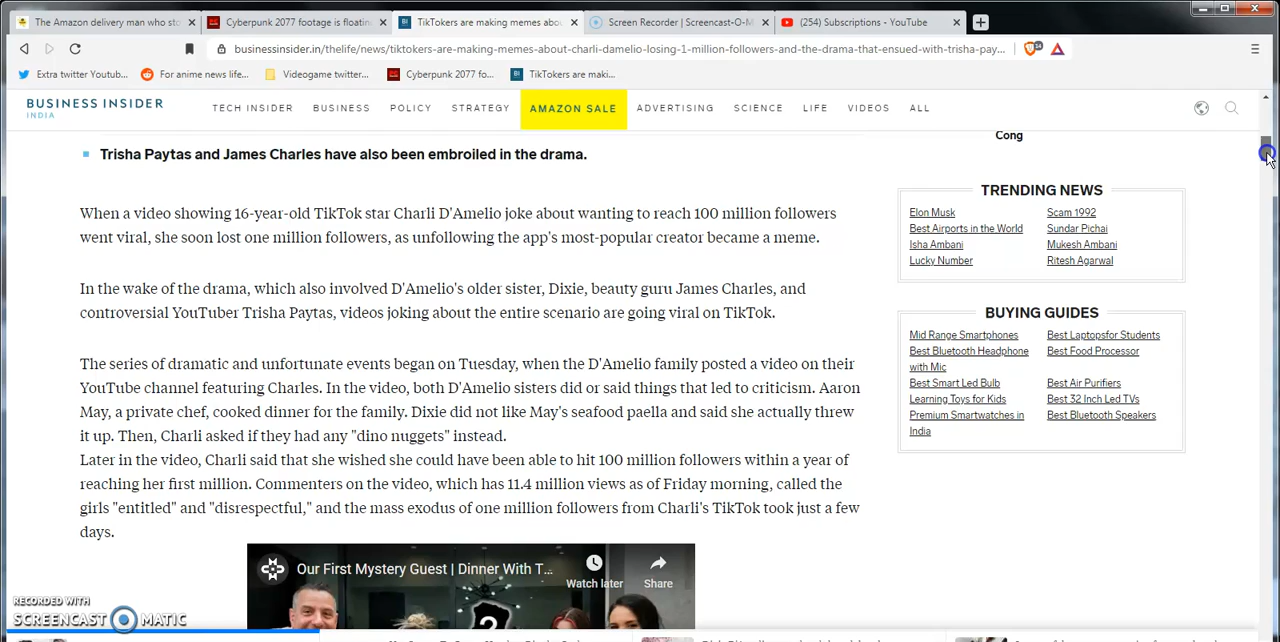 The Amazon delivery man who sto
Cyberpunk 2077 footage is floatin
TikTokers are making memes abou
Screen Recorder | Screencast-O-M
(254) Subscriptions - YouTube
businessinsider.in/thelife/news/tiktokers-are-making-memes-about-charli-damelio-losing-1-million-followers-and-the-drama-that-ensued-with-trisha-pay...
Extra twitter Youtub...
For anime news life...
Videogame twitter...
Cyberpunk 2077 fo...
TikTokers are maki...
BUSINESS INSIDER
INDIA
TECH INSIDER
BUSINESS
POLICY
STRATEGY
AMAZON SALE
ADVERTISING
SCIENCE
LIFE
VIDEOS
ALL
Cong
Trisha Paytas and James Charles have also been embroiled in the drama.
When a video showing 16-year-old TikTok star Charli D'Amelio joke about wanting to reach 100 million followers
went viral, she soon lost one million followers, as unfollowing the app's most-popular creator became a meme.
In the wake of the drama, which also involved D'Amelio's older sister, Dixie, beauty guru James Charles, and
controversial YouTuber Trisha Paytas, videos joking about the entire scenario are going viral on TikTok.
The series of dramatic and unfortunate events began on Tuesday, when the D'Amelio family posted a video on their
YouTube channel featuring Charles. In the video, both D'Amelio sisters did or said things that led to criticism. Aaron
May, a private chef, cooked dinner for the family. Dixie did not like May's seafood paella and said she actually threw
it up. Then, Charli asked if they had any "dino nuggets" instead.
Later in the video, Charli said that she wished she could have been able to hit 100 million followers within a year of
reaching her first million. Commenters on the video, which has 11.4 million views as of Friday morning, called the
girls "entitled" and "disrespectful," and the mass exodus of one million followers from Charli's TikTok took just a few
days.
TRENDING NEWS
Elon Musk
Scam 1992
Best Airports in the World
Sundar Pichai
Isha Ambani
Mukesh Ambani
Lucky Number
Ritesh Agarwal
BUYING GUIDES
Mid Range Smartphones
Best Laptopsfor Students
Best Bluetooth Headphone
with Mic
Best Food Processor
Best Smart Led Bulb
Best Air Purifiers
Learning Toys for Kids
Best 32 Inch Led TVs
Premium Smartwatches in
India
Best Bluetooth Speakers
Our First Mystery Guest | Dinner With T...
Watch later
Share
?
RECORDED WITH
SCREENCAST MATIC